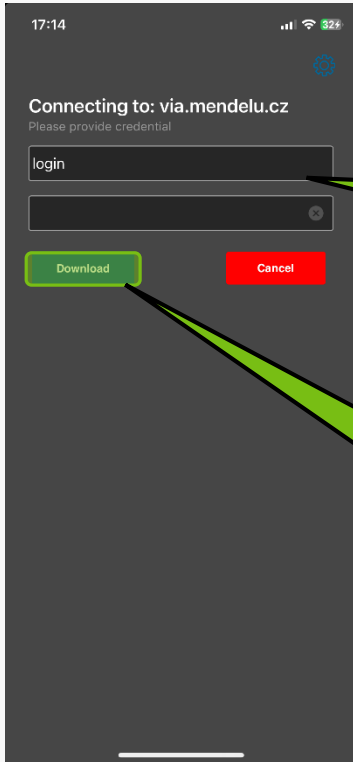 17:14
32
Connecting to: via.mendelu.cz
Please provide credential
login
Download
Cancel